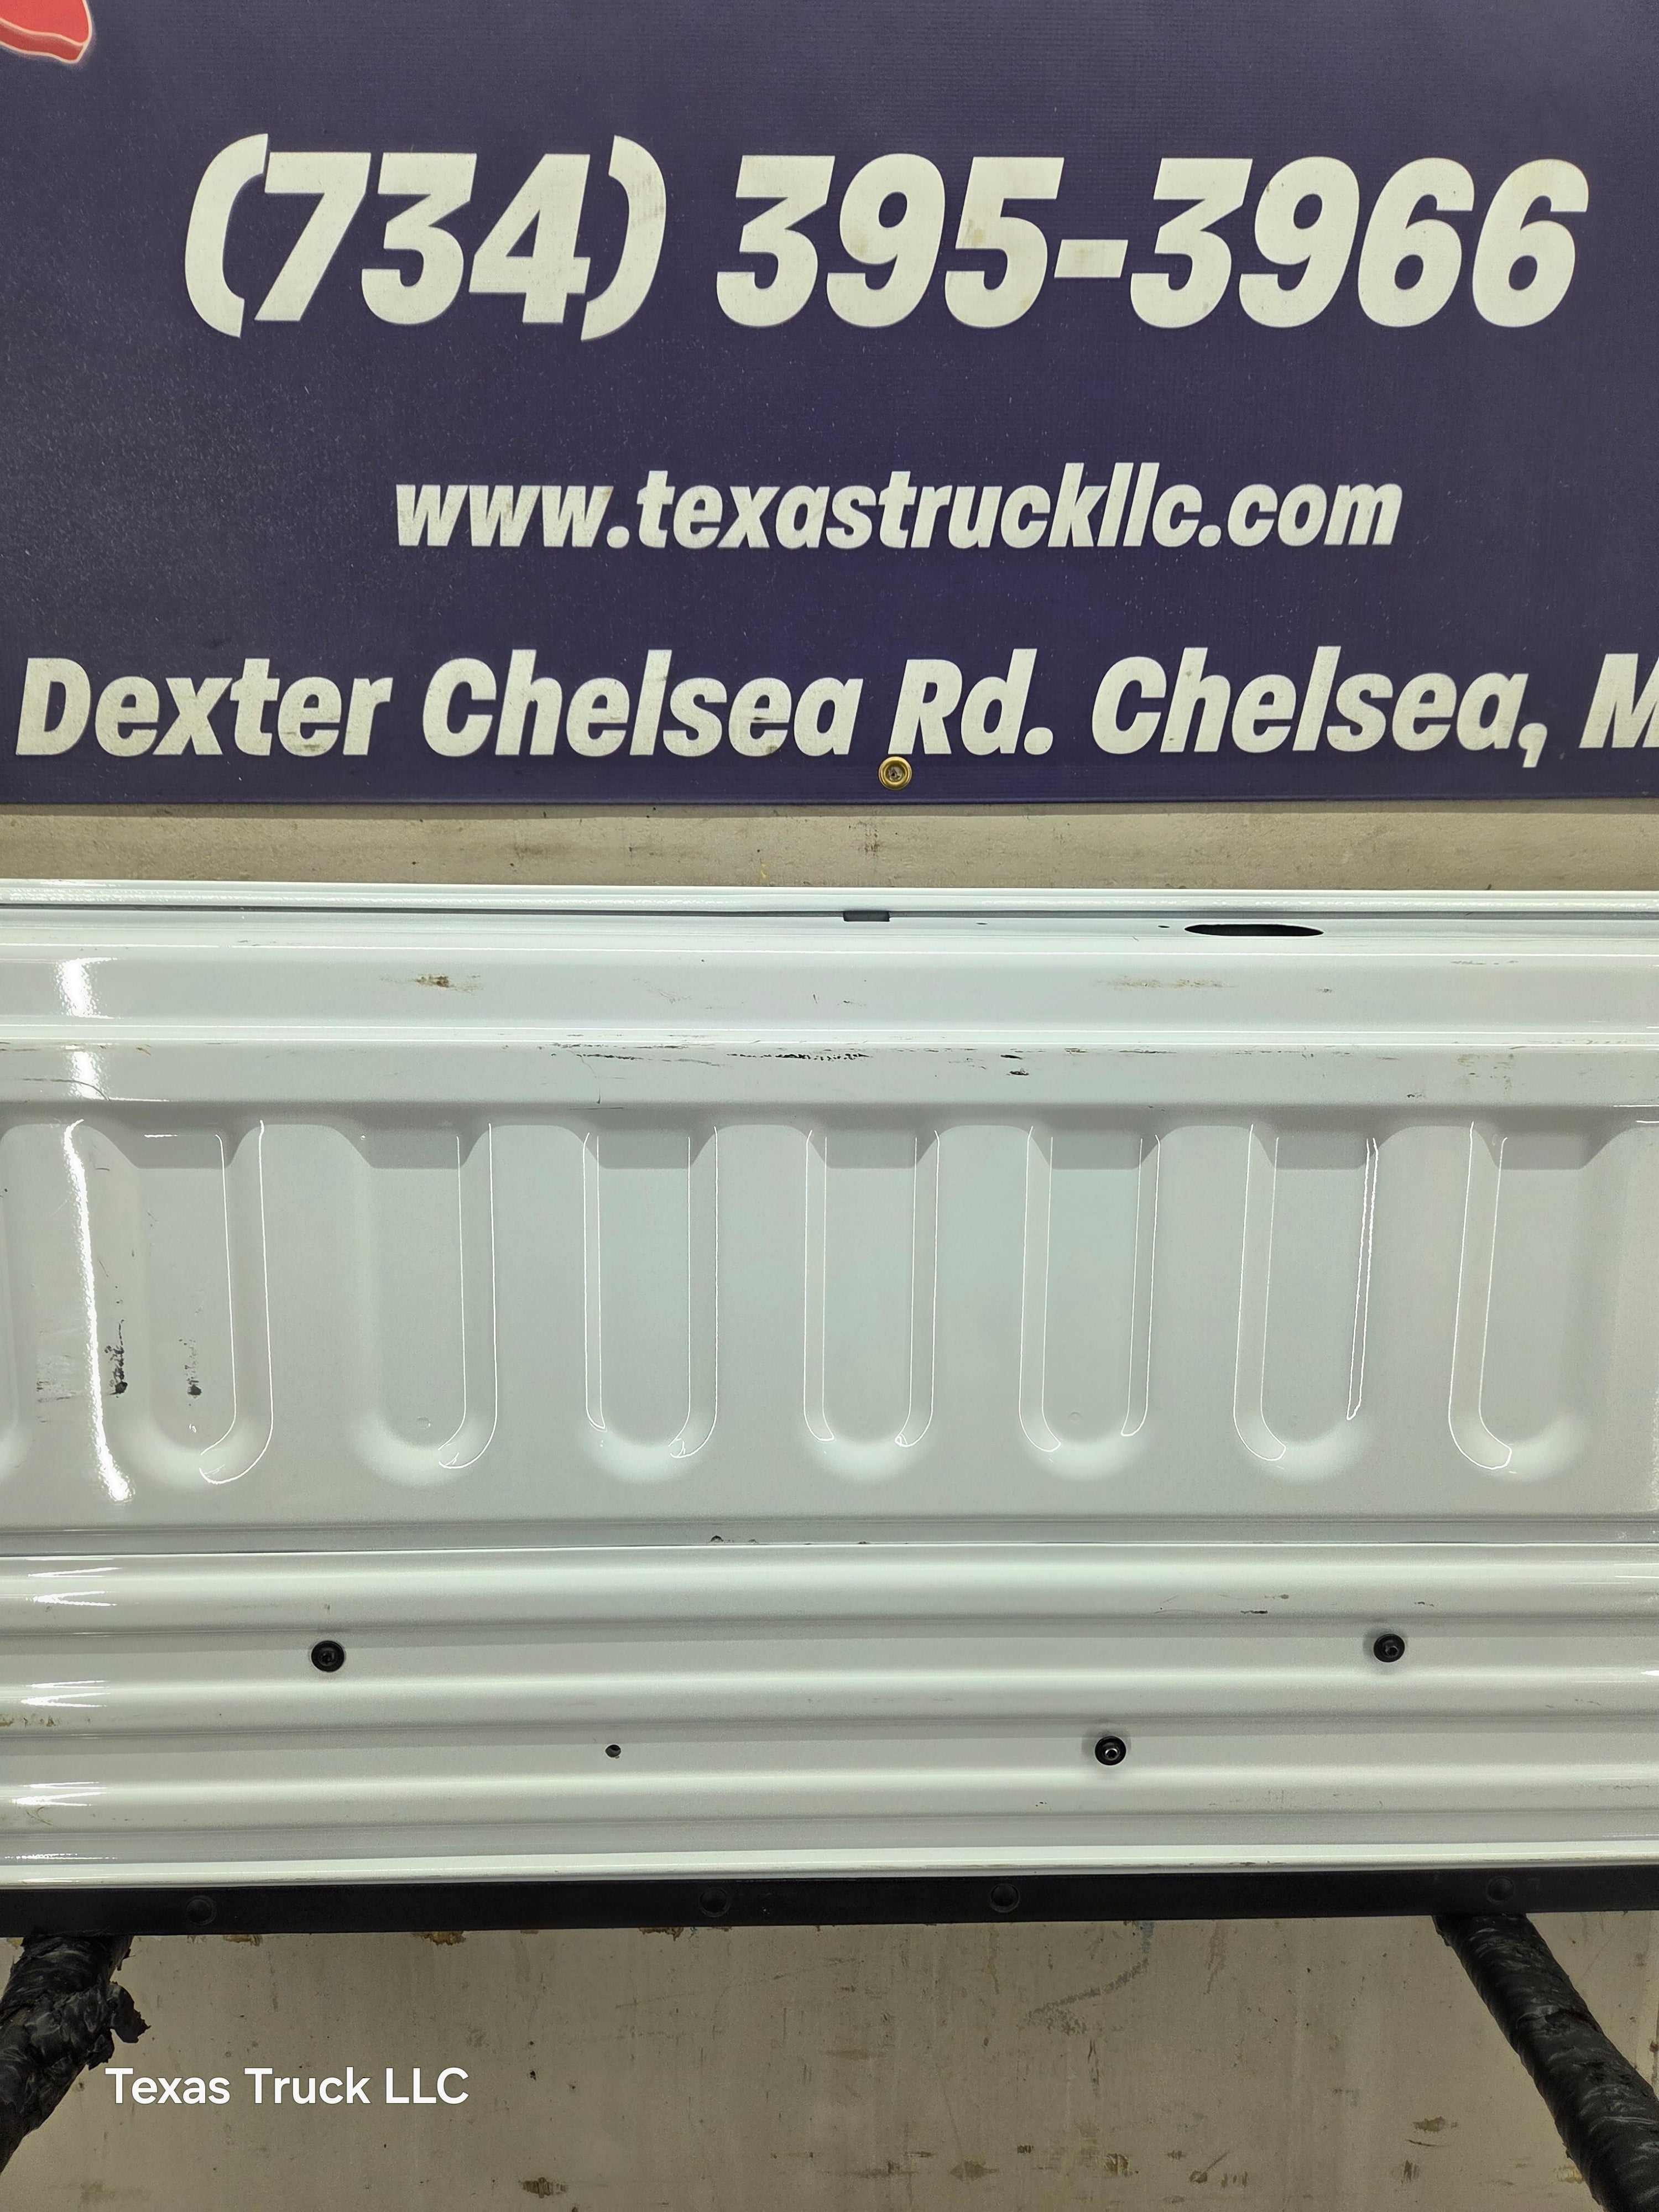 (734) 395-3966
www.texastruckllc.com
Dexter Chelsea Rd. Chelsea, M
Texas Truck LLC